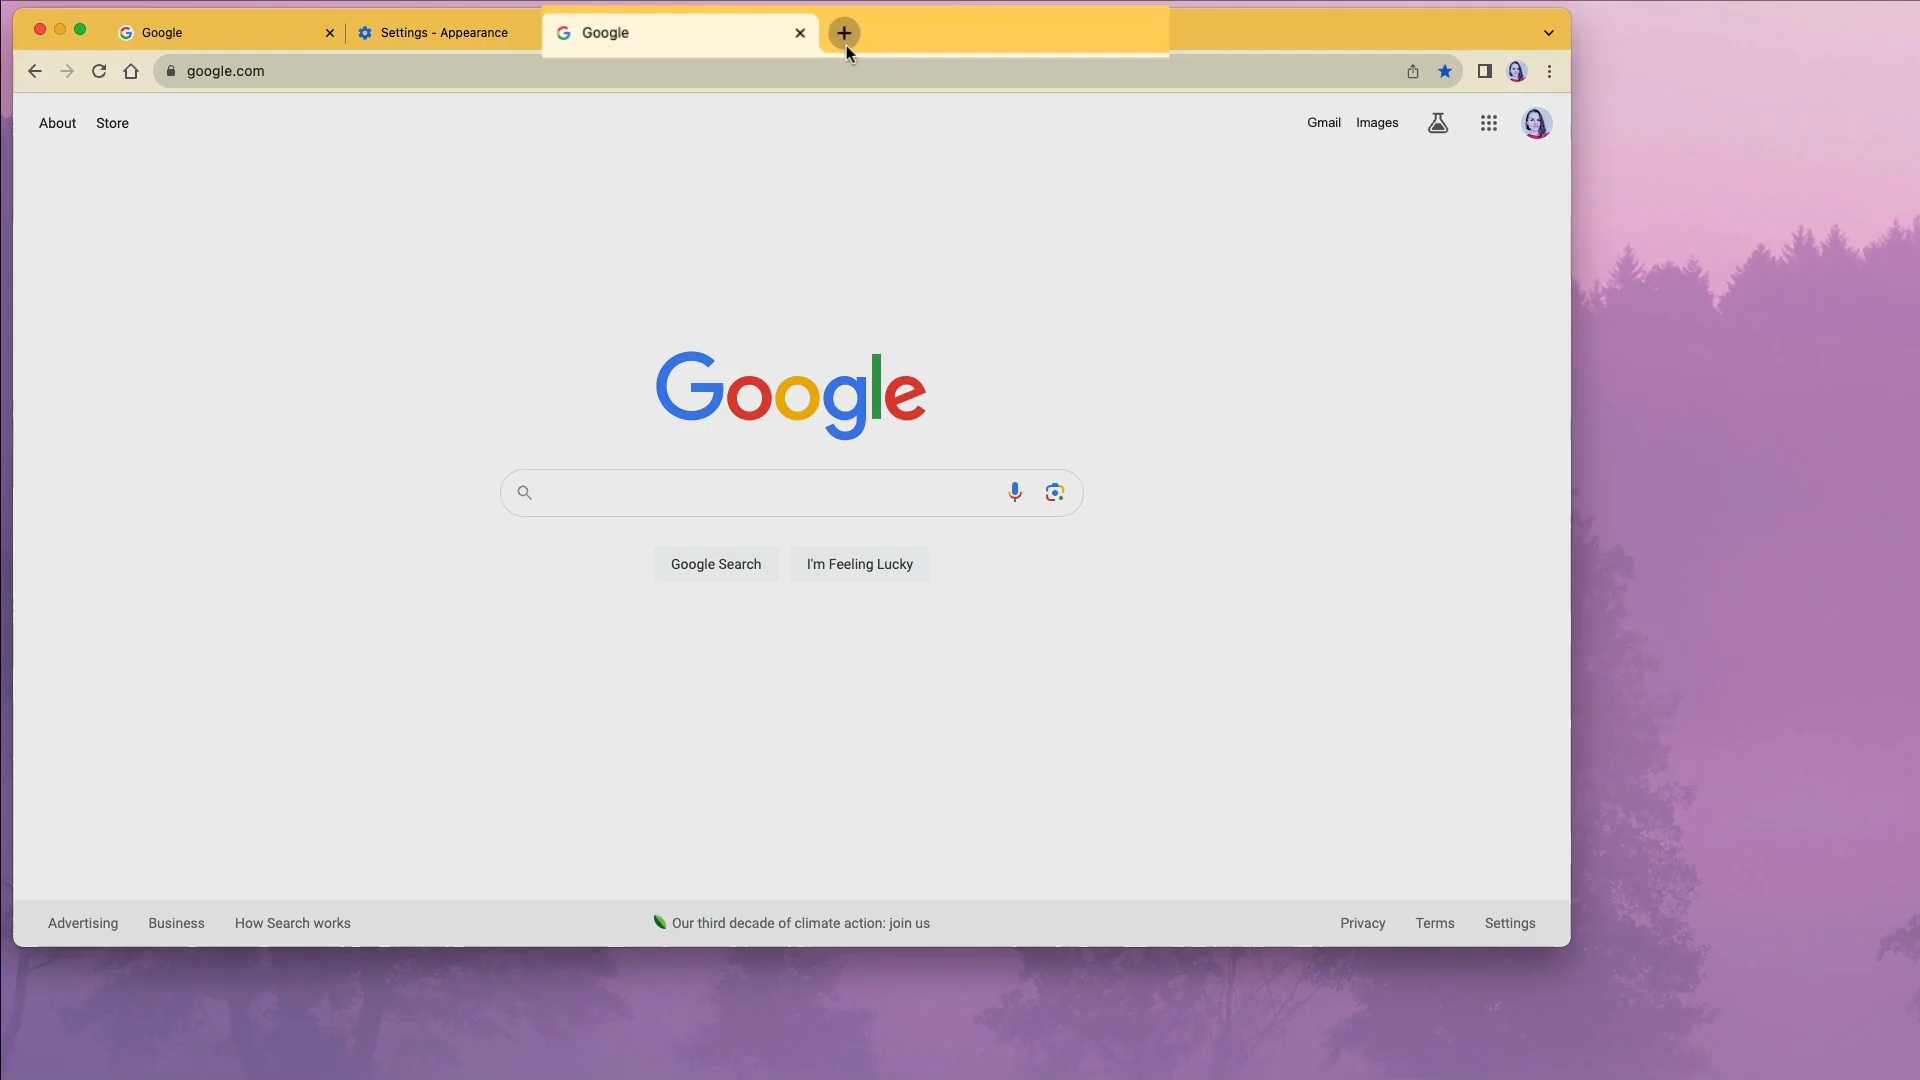 Google
Settings - Appearance
Google
google.com
About
Store
Gmail
Images
Google
Google Search
I'm Feeling Lucky
Advertising
Business
How Search works
Our third decade of climate action: join us
Privacy
Terms
Settings